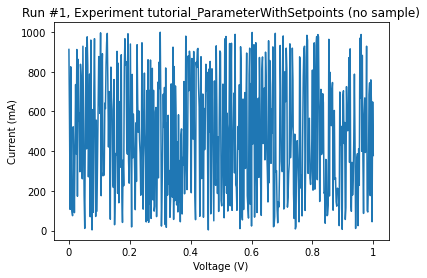 Run #1, Experiment tutorial_ParameterWithSetpoints (no sample)
1000
800
600
400
200
0
Current (mA)
0 0.2 0.4 0.6 0.8 1
Voltage (V)